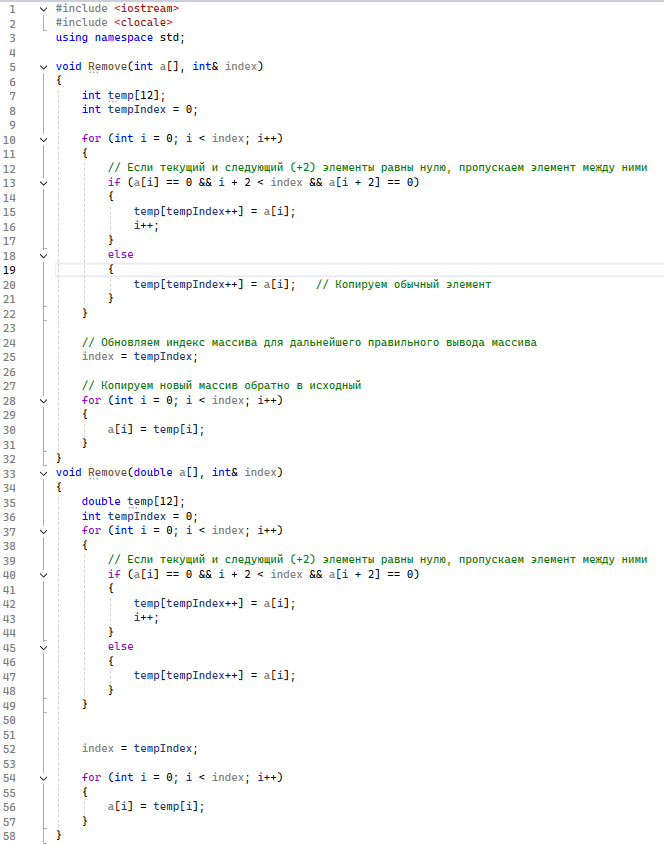 1 #include <iostream>
2 #include <clocale>
3 using namespace std;
4
5 void Remove(int a[], int& index)
6 {
7     int temp[12];
8     int tempIndex = 0;
9
10     for (int i = 0; i < index; i++)
11     {
12         // Если текущий и следующий (+2) элементы равны нулю, пропускаем элемент между ними
13         if (a[i] == 0 && i + 2 < index && a[i + 2] == 0)
14         {
15             temp[tempIndex++] = a[i];
16             i++;
17         }
18         else
19         {
20             temp[tempIndex++] = a[i];   // Копируем обычный элемент
21         }
22     }
23
24     // Обновляем индекс массива для дальнейшего правильного вывода массива
25     index = tempIndex;
26
27     // Копируем новый массив обратно в исходный
28     for (int i = 0; i < index; i++)
29     {
30         a[i] = temp[i];
31     }
32 }
33 void Remove(double a[], int& index)
34 {
35     double temp[12];
36     int tempIndex = 0;
37     for (int i = 0; i < index; i++)
38     {
39         // Если текущий и следующий (+2) элементы равны нулю, пропускаем элемент между ними
40         if (a[i] == 0 && i + 2 < index && a[i + 2] == 0)
41         {
42             temp[tempIndex++] = a[i];
43             i++;
44         }
45         else
46         {
47             temp[tempIndex++] = a[i];
48         }
49     }
50
51
52     index = tempIndex;
53
54     for (int i = 0; i < index; i++)
55     {
56         a[i] = temp[i];
57     }
58 }